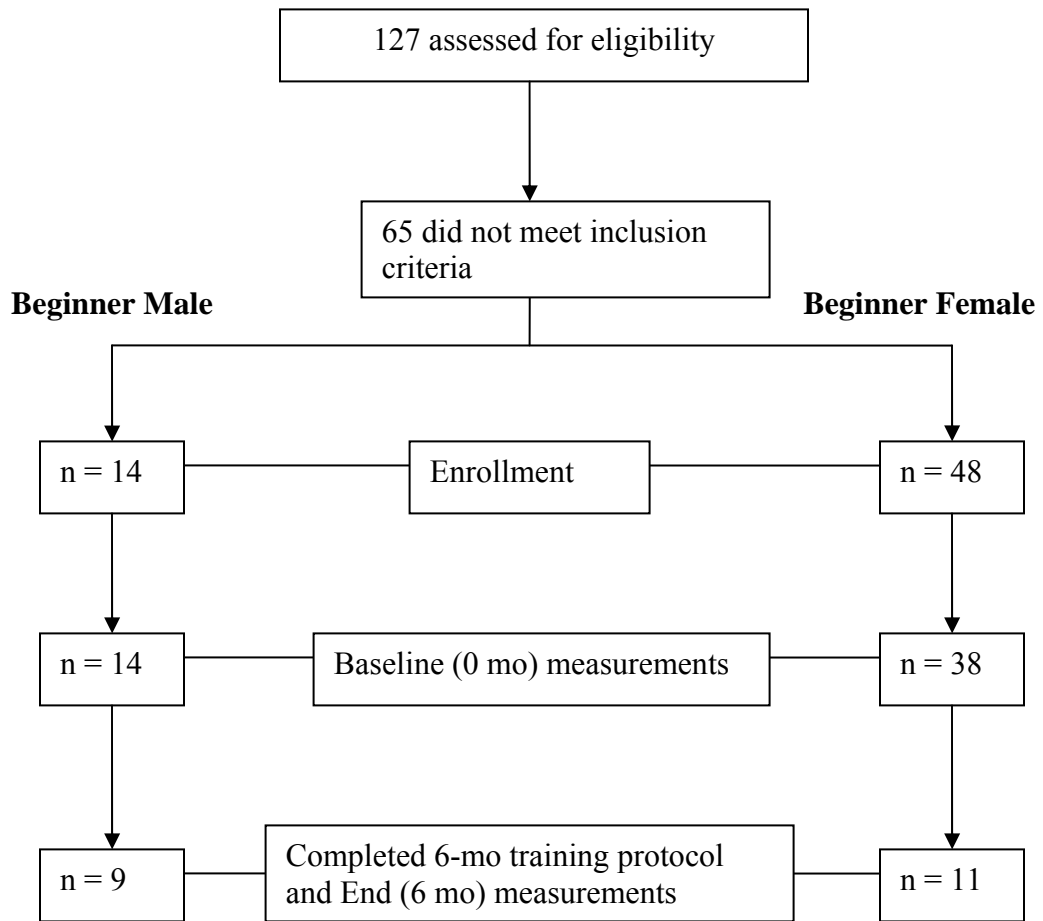 127 assessed for eligibility
65 did not meet inclusion
criteria
Beginner Male
Beginner Female
n = 14
Enrollment
n = 48
n = 14
Baseline (0 mo) measurements
n = 38
n = 9
Completed 6-mo training protocol
and End (6 mo) measurements
n = 11